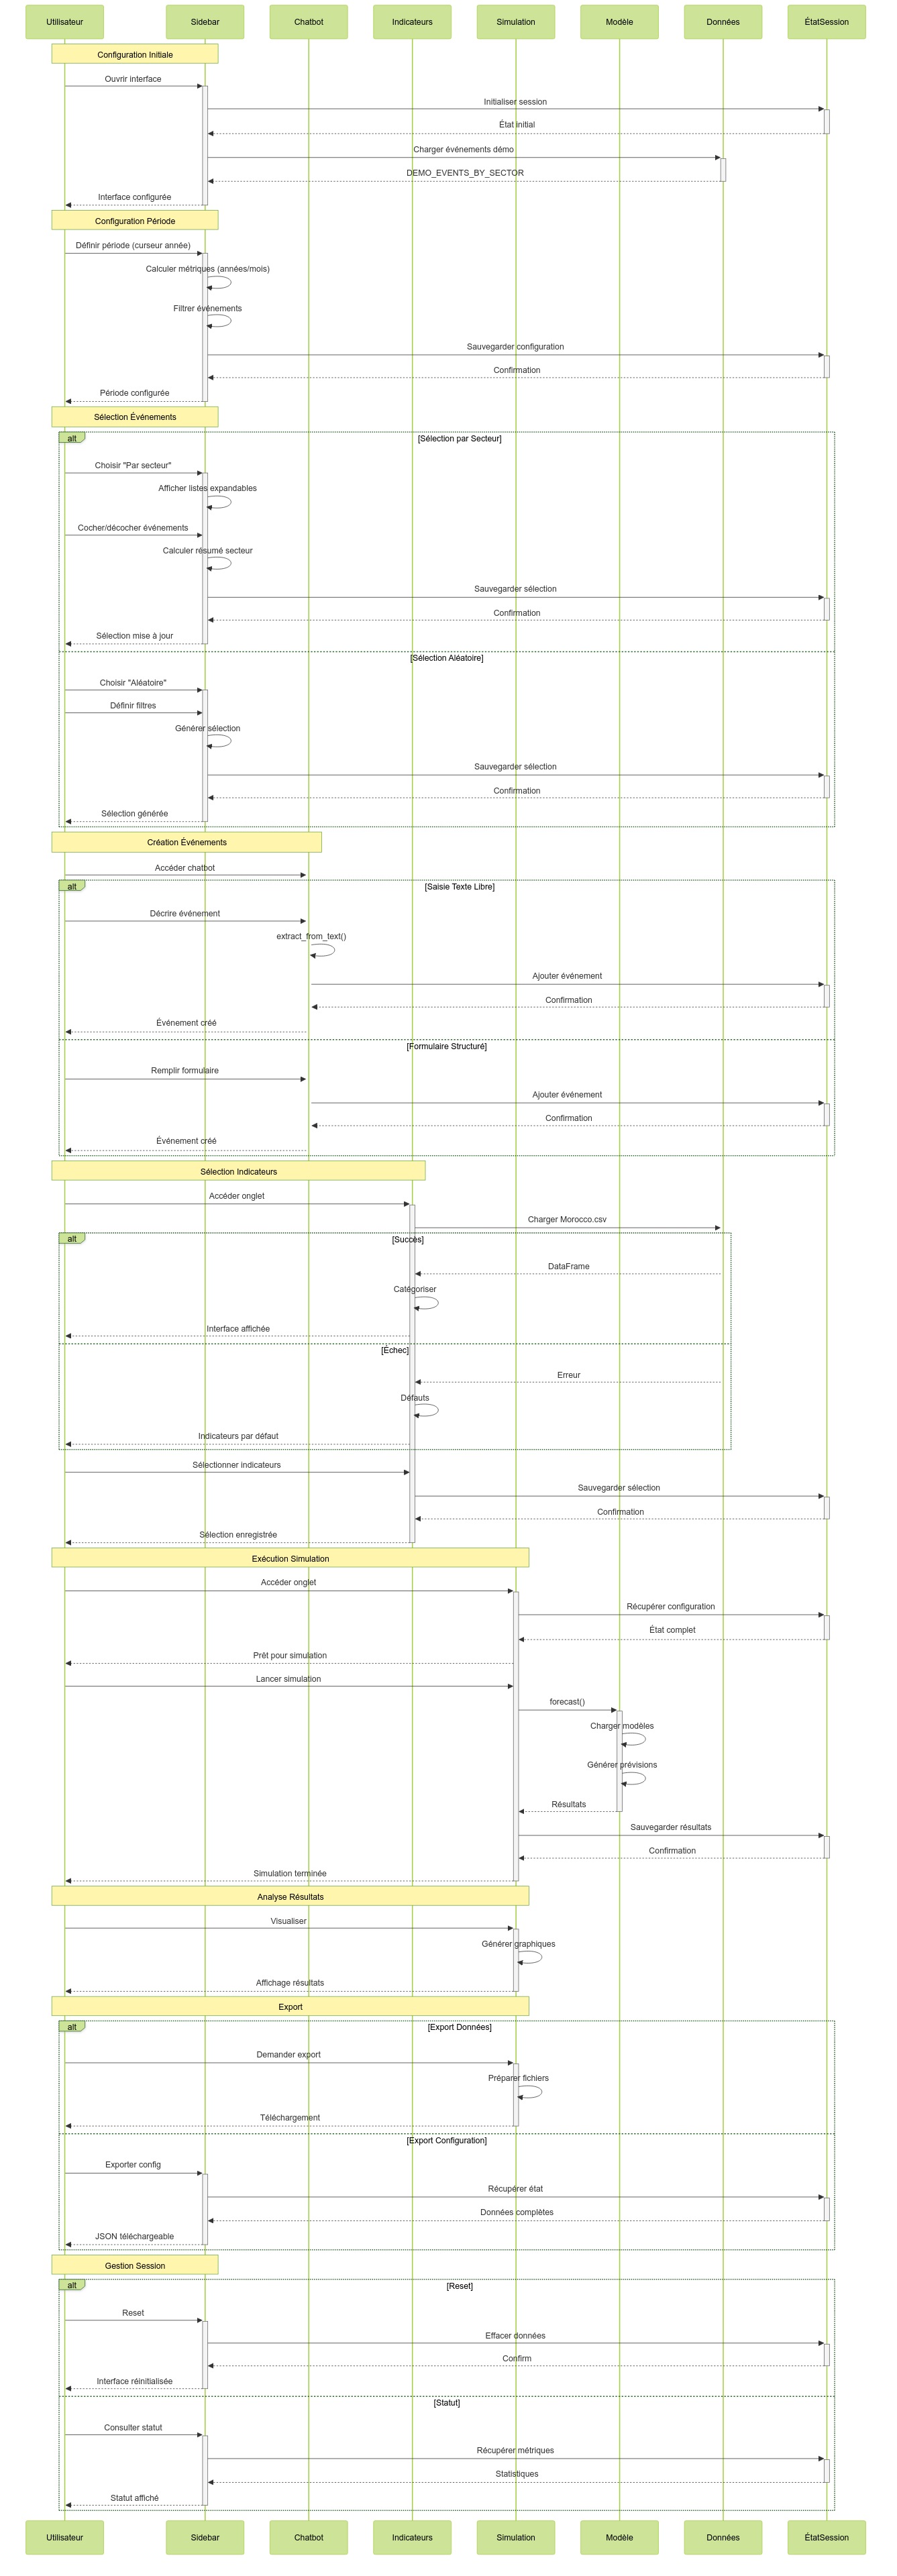 Utilisateur
Sidebar
Chatbot
Indicateurs
Simulation
Modèle
Données
ÉtatSession
Configuration Initiale
Ouvrir interface
Initialiser session
État initial
Charger événements démo
DEMO_EVENTS_BY_SECTOR
Interface configurée
Configuration Période
Définir période (curseur année)
Calculer métriques (années/mois)
Filtrer événements
Sauvegarder configuration
Confirmation
Période configurée
Sélection Événements
alt
[Sélection par Secteur]
Choisir "Par secteur"
Afficher listes expandables
Cocher/décocher événements
Calculer résumé secteur
Sauvegarder sélection
Confirmation
Sélection mise à jour
[Sélection Aléatoire]
Choisir "Aléatoire"
Définir filtres
Générer sélection
Sauvegarder sélection
Confirmation
Sélection générée
Création Événements
Accéder chatbot
alt
[Saisie Texte Libre]
Décrire événement
extract_from_text()
Ajouter événement
Confirmation
Événement créé
[Formulaire Structuré]
Remplir formulaire
Ajouter événement
Confirmation
Événement créé
Sélection Indicateurs
Accéder onglet
Charger Morocco.csv
alt
[Succès]
DataFrame
Catégoriser
Interface affichée
[Échec]
Erreur
Défauts
Indicateurs par défaut
Sélectionner indicateurs
Sauvegarder sélection
Confirmation
Sélection enregistrée
Exécution Simulation
Accéder onglet
Récupérer configuration
État complet
Prêt pour simulation
Lancer simulation
forecast()
Charger modèles
Générer prévisions
Résultats
Sauvegarder résultats
Confirmation
Simulation terminée
Analyse Résultats
Visualiser
Générer graphiques
Affichage résultats
Export
alt
[Export Données]
Demander export
Préparer fichiers
Téléchargement
[Export Configuration]
Exporter config
Récupérer état
Données complètes
JSON téléchargeable
Gestion Session
alt
[Reset]
Reset
Effacer données
Confirm
Interface réinitialisée
[Statut]
Consulter statut
Récupérer métriques
Statistiques
Statut affiché
Utilisateur
Sidebar
Chatbot
Indicateurs
Simulation
Modèle
Données
ÉtatSession